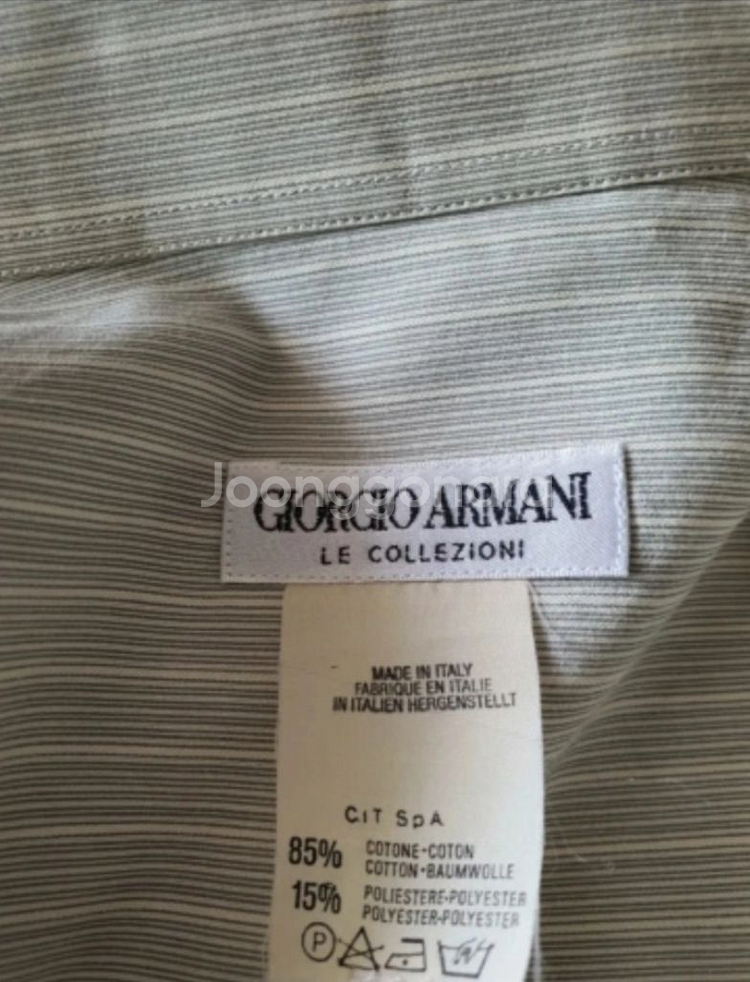 GIORGIO ARMANI
LE COLLEZIONI
MADE IN ITALY
FABRIQUE EN ITALIE
IN ITALIEN HERGENSTELLT
CIT SpA
85% COTONE-COTON
COTTON-BAUMWOLLE
15% POLIESTERE-POLYESTER
POLYESTER-POLYESTER
P